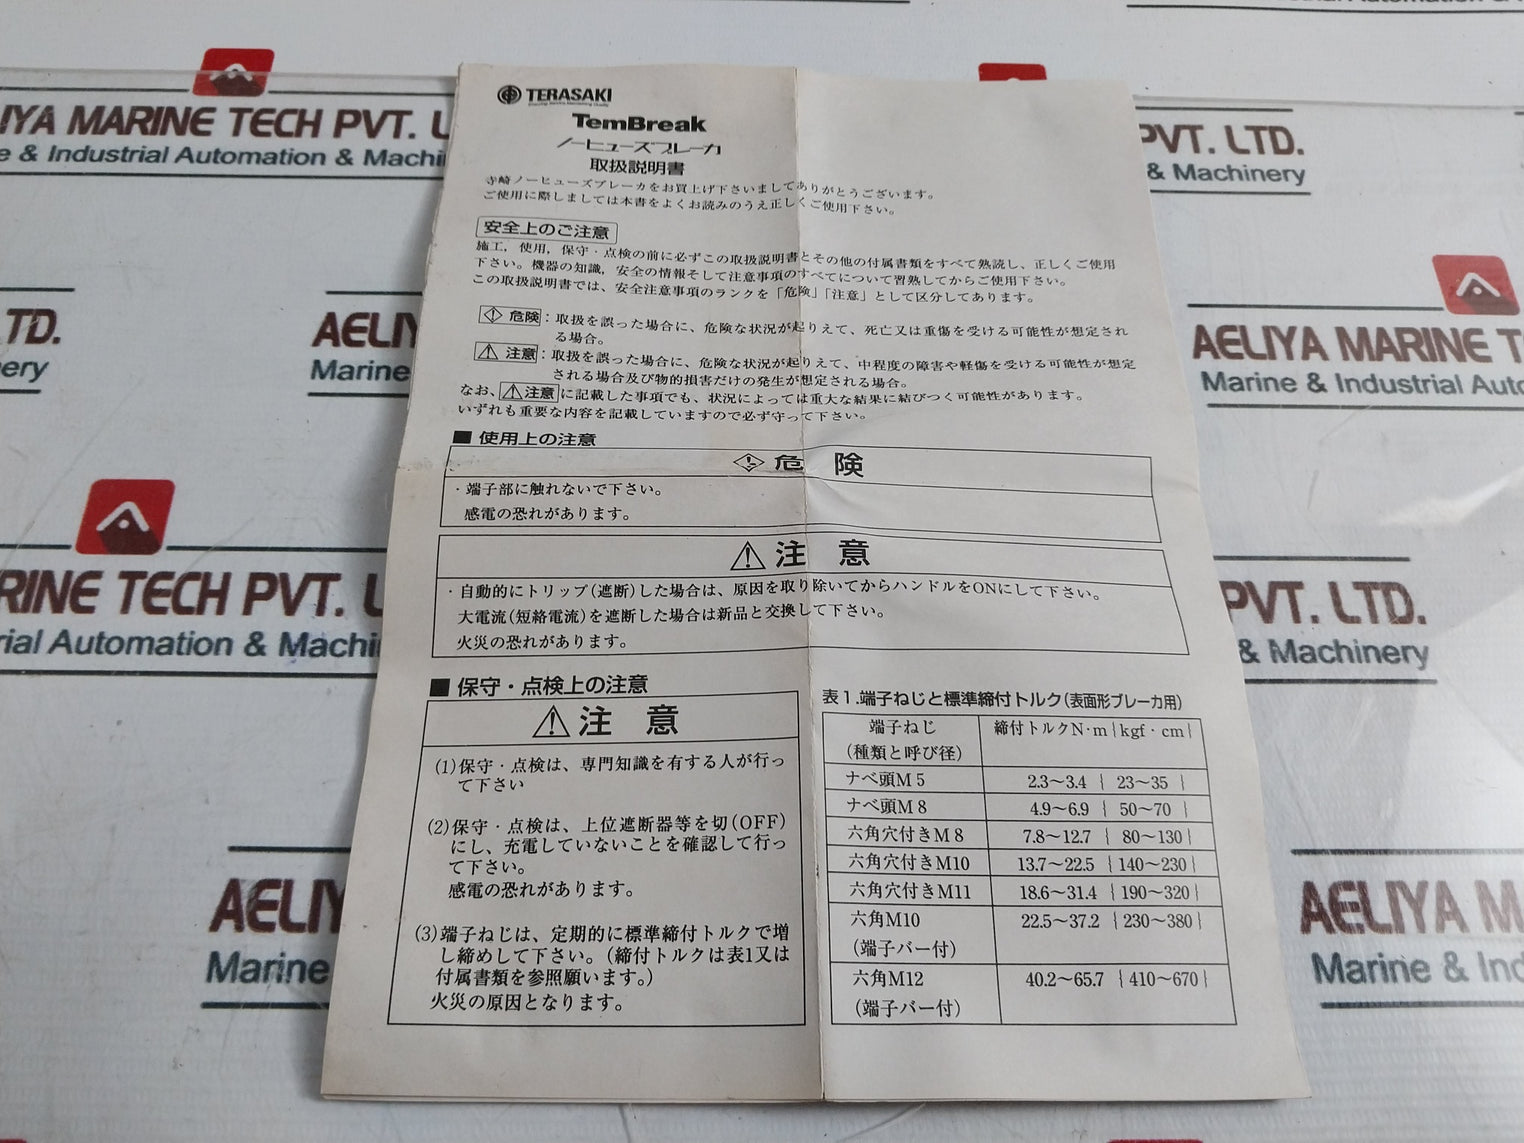 TERASAKI
TemBreak
ノーヒューズブレーカ
取扱説明書
寺崎ノーヒューズブレーカをお買上げ下さいましてありがとうございます。
ご使用に際しましては本書をよくお読みのうえ正しくご使用下さい。
安全上のご注意
施工，使用，保守・点検の前に必ずこの取扱説明書とその他の付属書類をすべて熟読し、正しくご使用
下さい。機器の知識，安全の情報そして注意事項のすべてについて習熟してからご使用下さい。
この取扱説明書では、安全注意事項のランクを「危険」「注意」として区分してあります。
危険：取扱を誤った場合に、危険な状況が起りえて、死亡又は重傷を受ける可能性が想定され
る場合。
注意：取扱を誤った場合に、危険な状況が起りえて、中程度の障害や軽傷を受ける可能性が想定
される場合及び物的損害だけの発生が想定される場合。
なお、注意に記載した事項でも、状況によっては重大な結果に結びつく可能性があります。
いずれも重要な内容を記載していますので必ず守って下さい。
■ 使用上の注意
危 険
・端子部に触れないで下さい。
感電の恐れがあります。
注 意
・自動的にトリップ(遮断)した場合は、原因を取り除いてからハンドルをONにして下さい。
大電流(短絡電流)を遮断した場合は新品と交換して下さい。
火災の恐れがあります。
■ 保守・点検上の注意
注 意
(1)保守・点検は、専門知識を有する人が行っ
て下さい
(2)保守・点検は、上位遮断器等を切(OFF)
にし、充電していないことを確認して行っ
て下さい。
感電の恐れがあります。
(3)端子ねじは、定期的に標準締付トルクで増
し締めして下さい。(締付トルクは表1又は
付属書類を参照願います。)
火災の原因となります。
表1.端子ねじと標準締付トルク(表面形ブレーカ用)
端子ねじ
(種類と呼び径)
締付トルクN·m{kgf・cm}
ナベ頭M5 2.3～3.4 { 23～35 }
ナベ頭M8 4.9～6.9 { 50～70 }
六角穴付きM8 7.8～12.7 { 80～130}
六角穴付きM10 13.7～22.5 {140～230}
六角穴付きM11 18.6～31.4 {190～320}
六角M10 22.5～37.2 {230～380}
(端子バー付)
六角M12 40.2～65.7 {410～670}
(端子バー付)
IYA MARINE TECH PVT. L
e & Industrial Automation & Machi
PVT. LTD.
& Machinery
LTD.
ery
AELIY
Marine
AELIYA MARINE T
Marine & Industrial Auto
RINE TECH PVT. L
rial Automation & Machi
PVT. LTD.
& Machinery
AELIY
Marine
AELIYA M
Marine & Ind